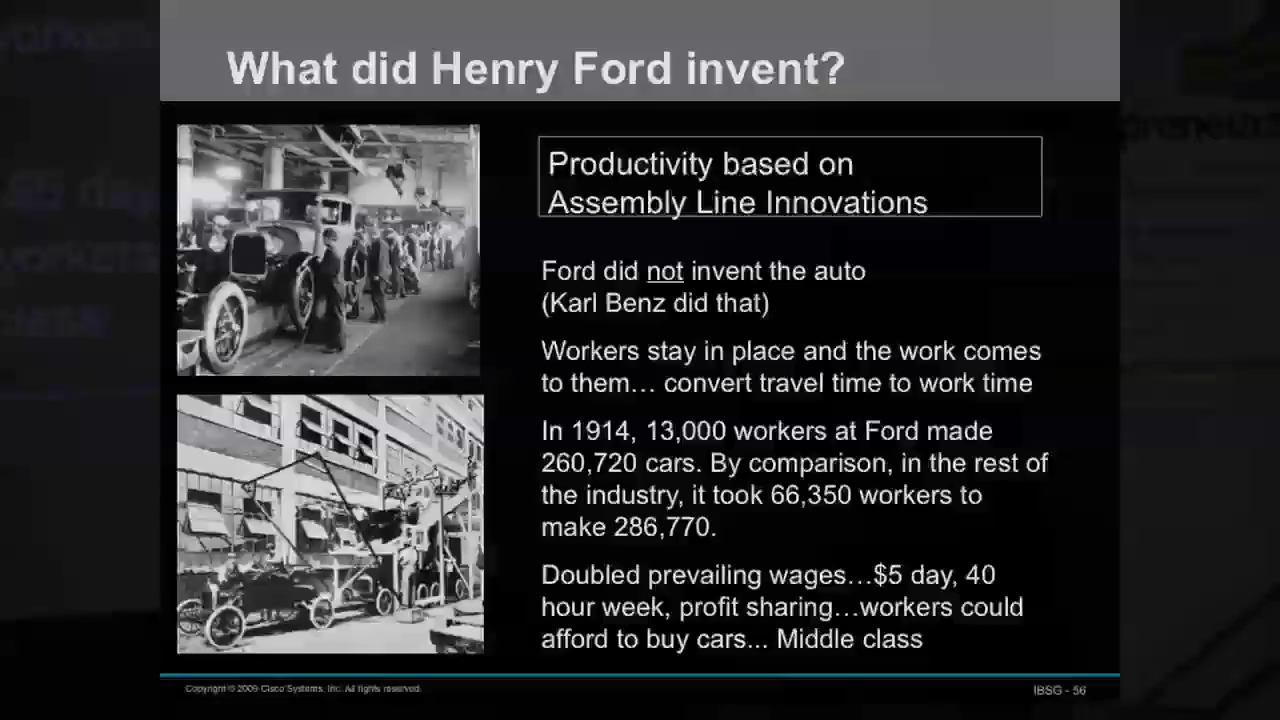 What did Henry Ford invent?
Productivity based on
Assembly Line Innovations
Ford did not invent the auto
(Karl Benz did that)
Workers stay in place and the work comes
to them… convert travel time to work time
In 1914, 13,000 workers at Ford made
260,720 cars. By comparison, in the rest of
the industry, it took 66,350 workers to
make 286,770.
Doubled prevailing wages…$5 day, 40
hour week, profit sharing…workers could
afford to buy cars... Middle class
Copyright © 2009 Cisco Systems, Inc. All rights reserved.
IBSG - 56